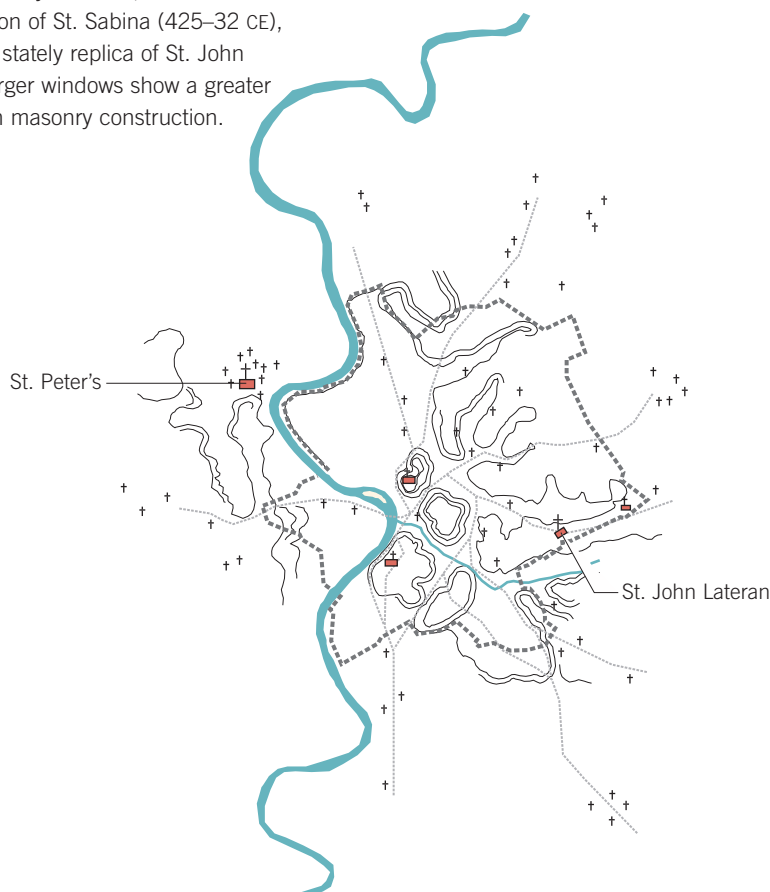 on of St. Sabina (425–32 CE),
stately replica of St. John
rger windows show a greater
masonry construction.
St. Peter's
St. John Lateran